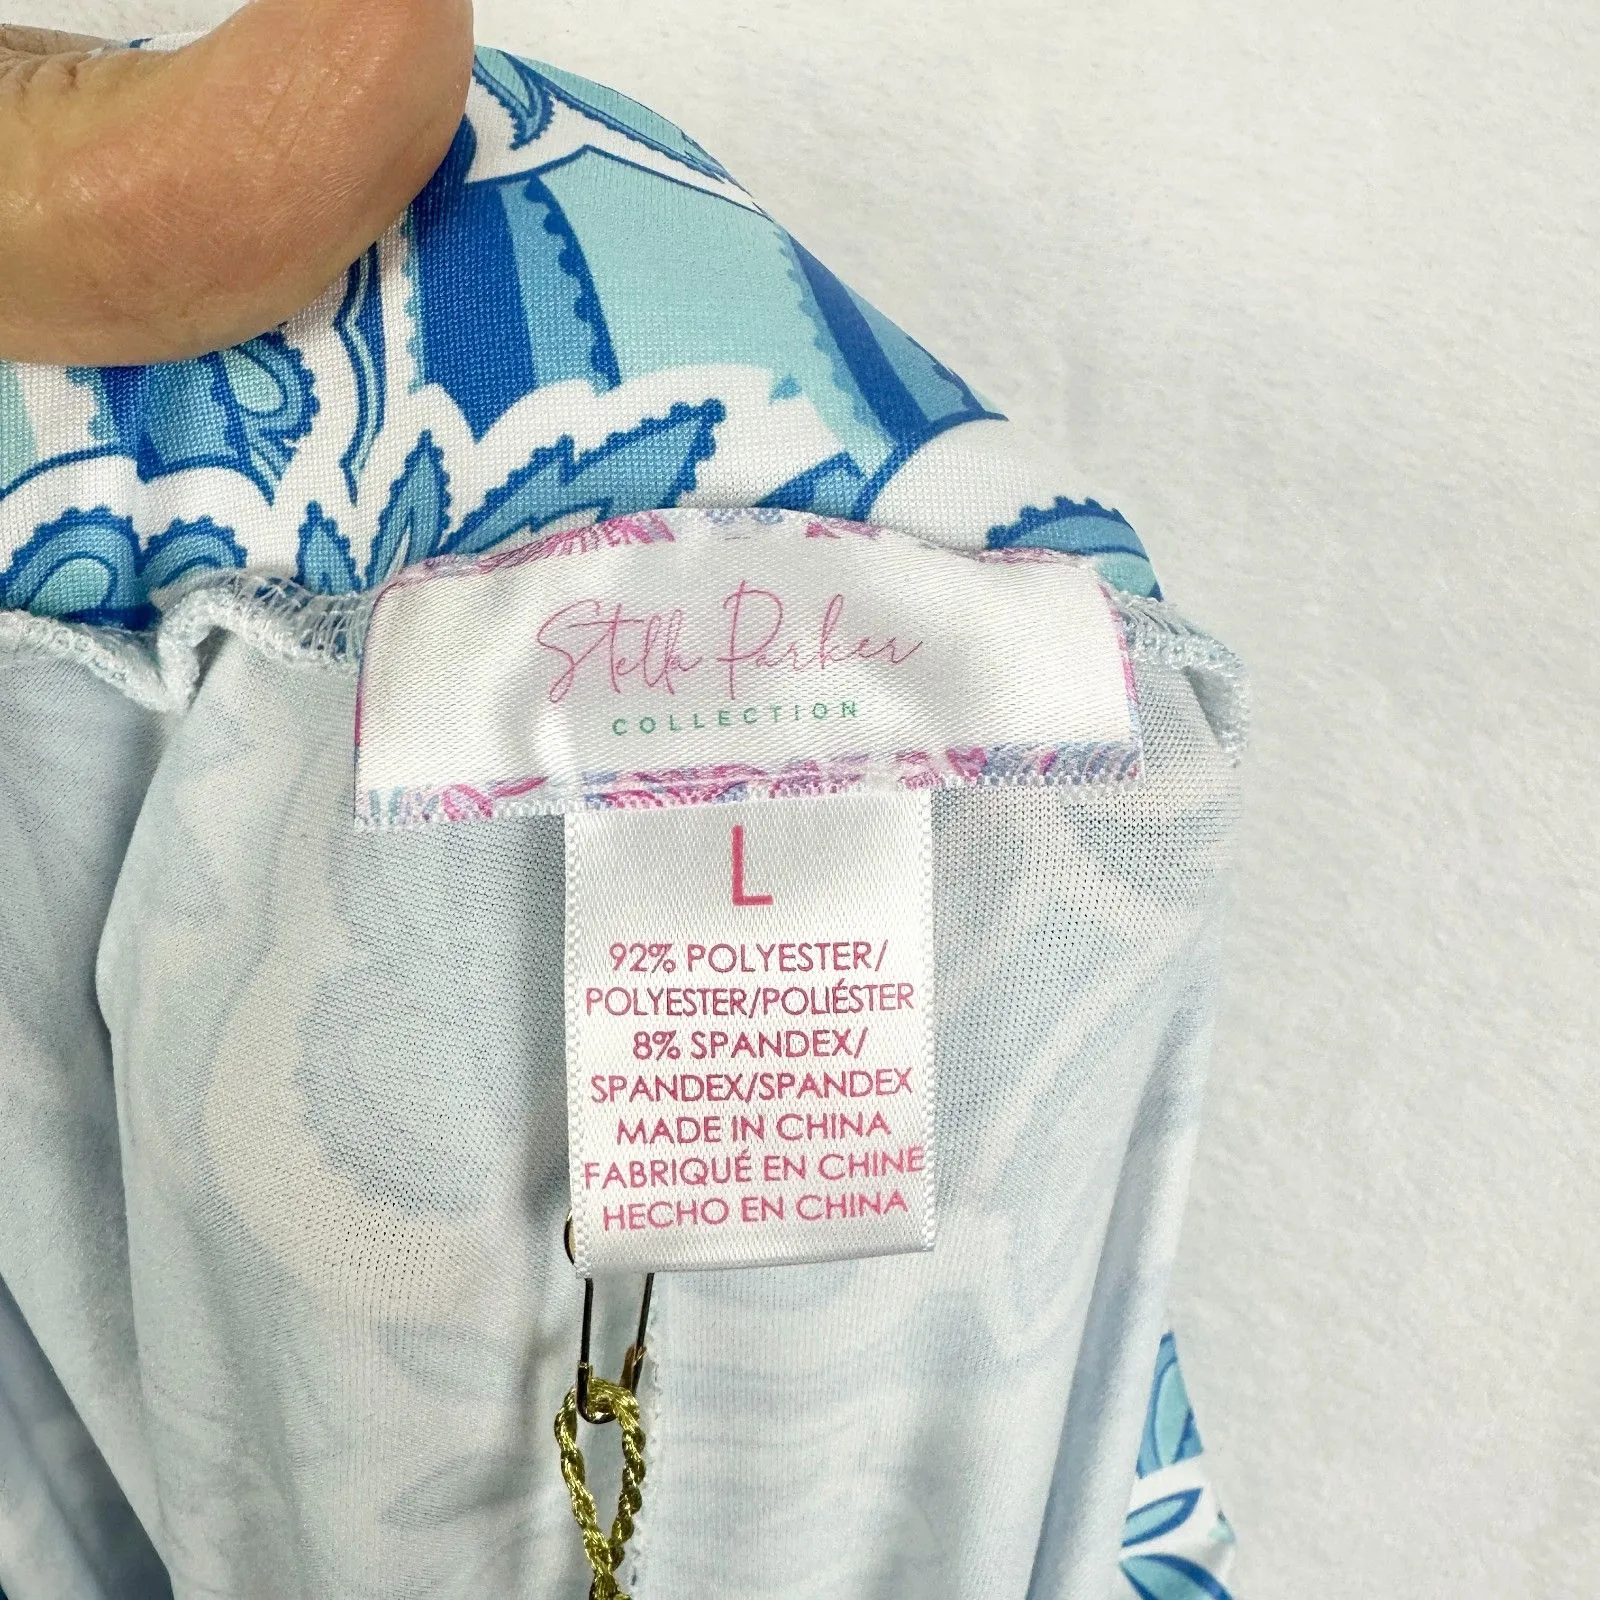 Stella Parker
COLLECTION
L
92% POLYESTER/
POLYESTER/POLIÉSTER
8% SPANDEX/
SPANDEX/SPANDEX
MADE IN CHINA
FABRIQUÉ EN CHINE
HECHO EN CHINA